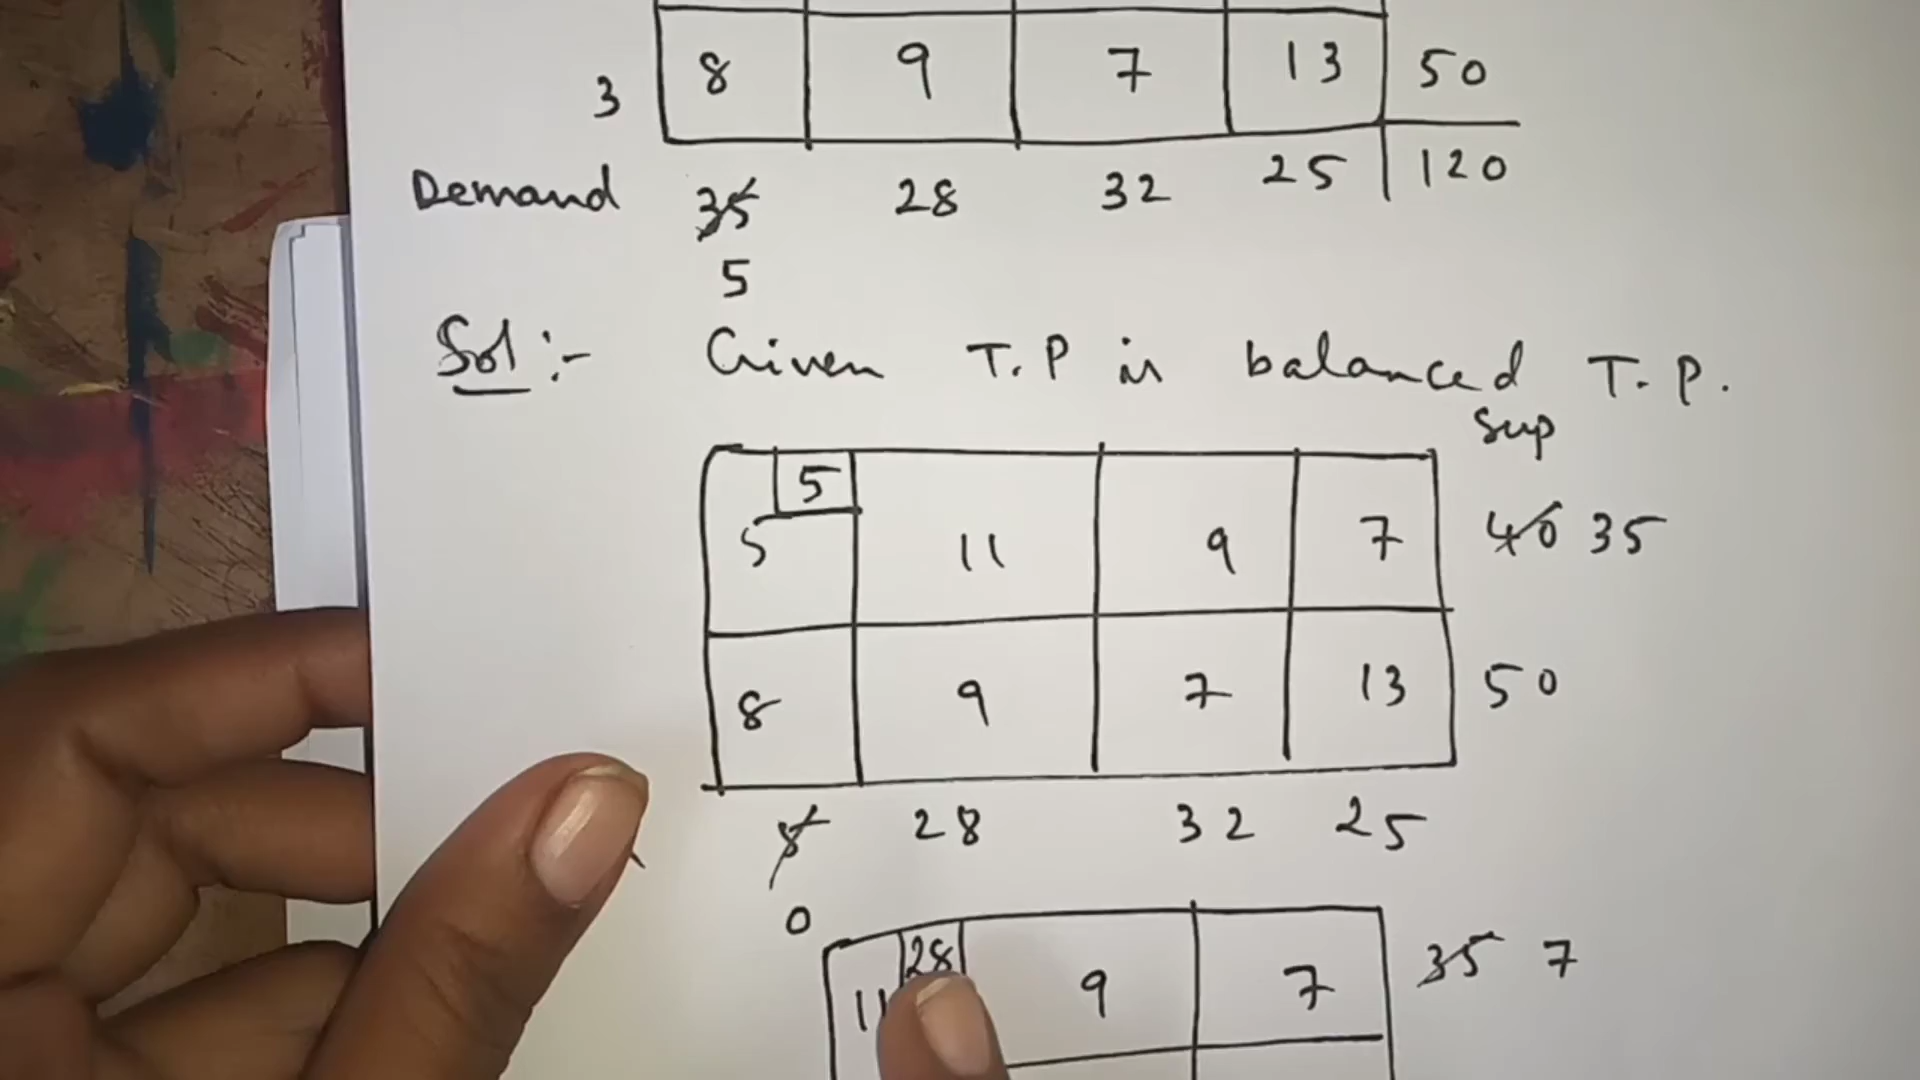 3 8 9 7 13 50
Demand 35 28 32 25 120
5
Sol :- Given T.P is balanced T.P.
Sup
5
5 11 9 7 40 35
8 9 7 13 50
5 28 32 25
0
28
11 9 7 35 7